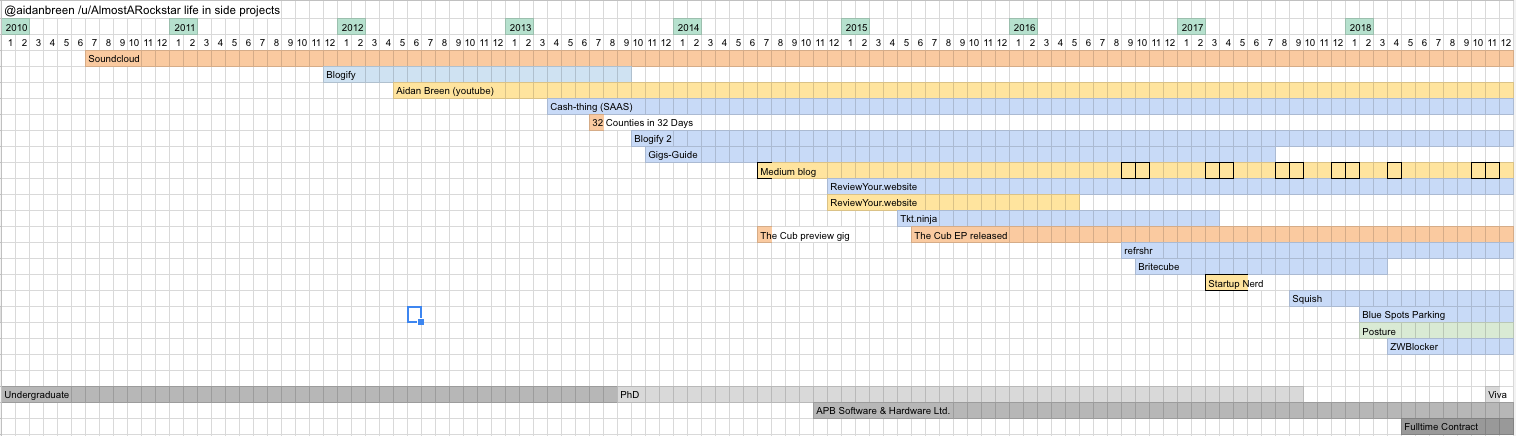 @aidanbreen /u/AlmostARockstar life in side projects
2010 2011 2012 2013 2014 2015 2016 2017 2018
1 2 3 4 5 6 7 8 9 10 11 12 1 2 3 4 5 6 7 8 9 10 11 12 1 2 3 4 5 6 7 8 9 10 11 12 1 2 3 4 5 6 7 8 9 10 11 12 1 2 3 4 5 6 7 8 9 10 11 12 1 2 3 4 5 6 7 8 9 10 11 12 1 2 3 4 5 6 7 8 9 10 11 12 1 2 3 4 5 6 7 8 9 10 11 12 1 2 3 4 5 6 7 8 9 10 11 12
Soundcloud
Blogify
Aidan Breen (youtube)
Cash-thing (SAAS)
32 Counties in 32 Days
Blogify 2
Gigs-Guide
Medium blog
ReviewYour.website
ReviewYour.website
Tkt.ninja
The Cub preview gig The Cub EP released
refrshr
Britecube
Startup Nerd
Squish
Blue Spots Parking
Posture
ZWBlocker
Undergraduate PhD Viva
APB Software & Hardware Ltd.
Fulltime Contract